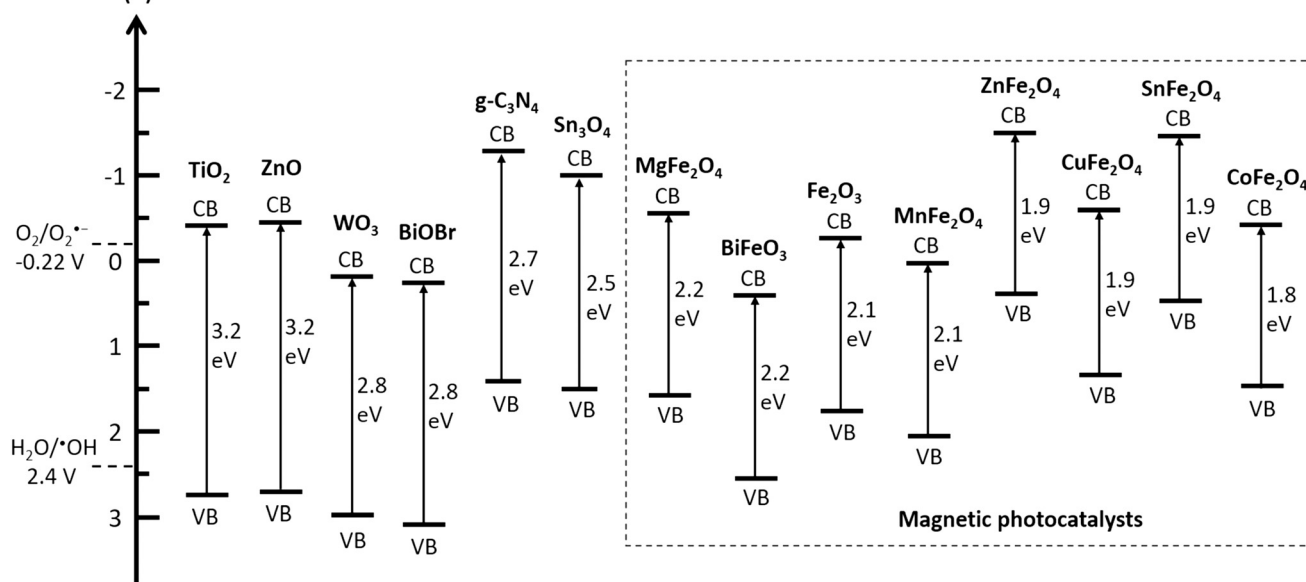 -2
-1
0
1
2
3
O₂/O₂•−
-0.22 V
H₂O/•OH
2.4 V
TiO₂
CB
3.2
eV
VB
ZnO
CB
3.2
eV
VB
WO₃
CB
2.8
eV
VB
BiOBr
CB
2.8
eV
VB
g-C₃N₄
CB
2.7
eV
VB
Sn₃O₄
CB
2.5
eV
VB
MgFe₂O₄
CB
2.2
eV
VB
BiFeO₃
CB
2.2
eV
VB
Fe₂O₃
CB
2.1
eV
VB
MnFe₂O₄
CB
2.1
eV
VB
ZnFe₂O₄
CB
1.9
eV
VB
CuFe₂O₄
CB
1.9
eV
VB
SnFe₂O₄
CB
1.9
eV
VB
CoFe₂O₄
CB
1.8
eV
VB
Magnetic photocatalysts